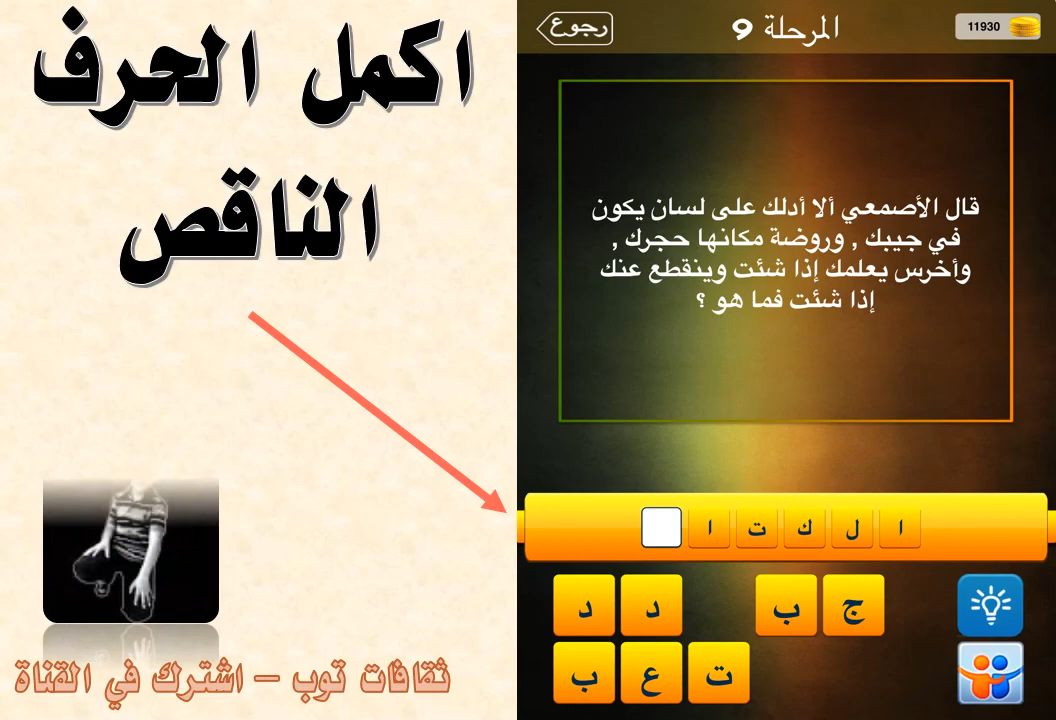 اكمل الحرف
الناقص
ثقافات توب – اشترك في القناة
رجوع
المرحلة 9
11930
قال الأصمعي ألا أدلك على لسان يكون
في جيبك , وروضة مكانها حجرك ,
وأخرس يعلمك إذا شئت وينقطع عنك
إذا شئت فما هو ؟
ا ل ك ت ا
ج ب د د
ت ع ب